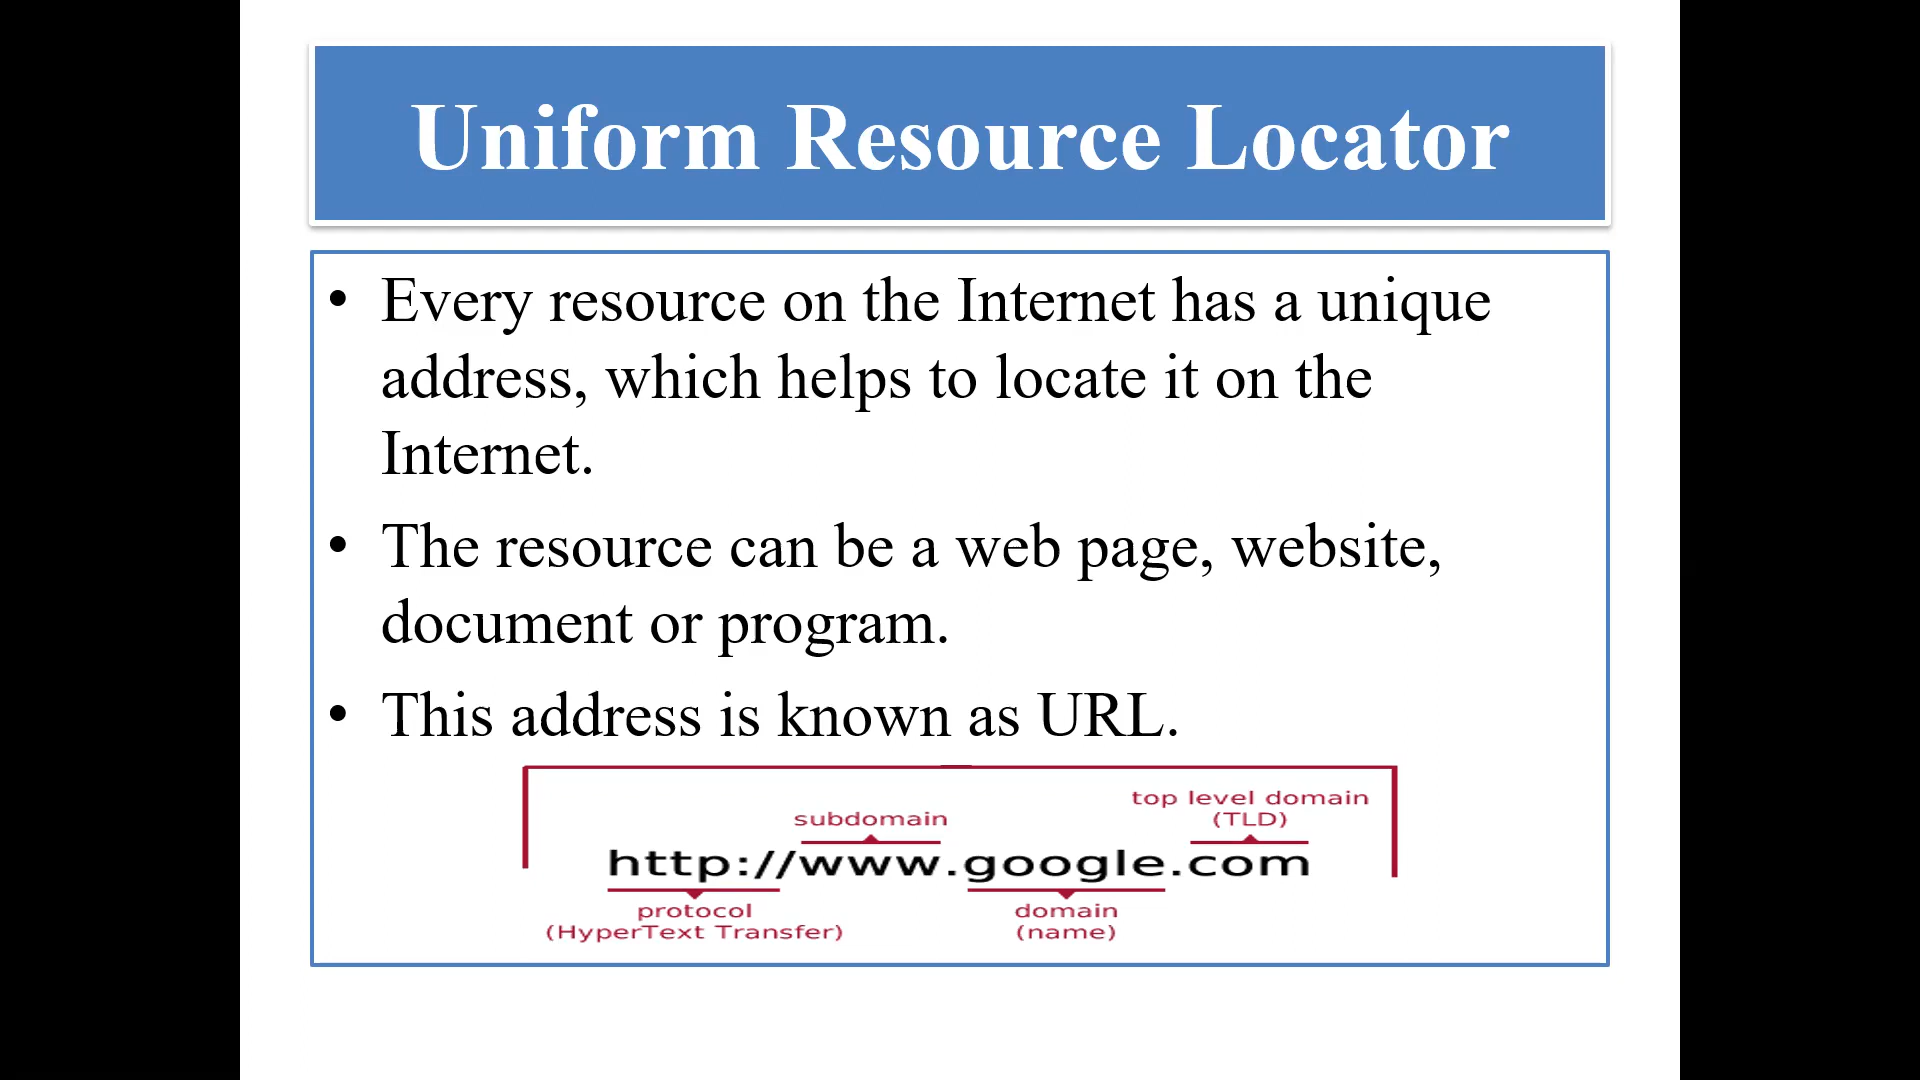 Uniform Resource Locator
• Every resource on the Internet has a unique
address, which helps to locate it on the
Internet.
• The resource can be a web page, website,
document or program.
• This address is known as URL.
top level domain
(TLD)
subdomain
http://www.google.com
protocol
(HyperText Transfer)
domain
(name)